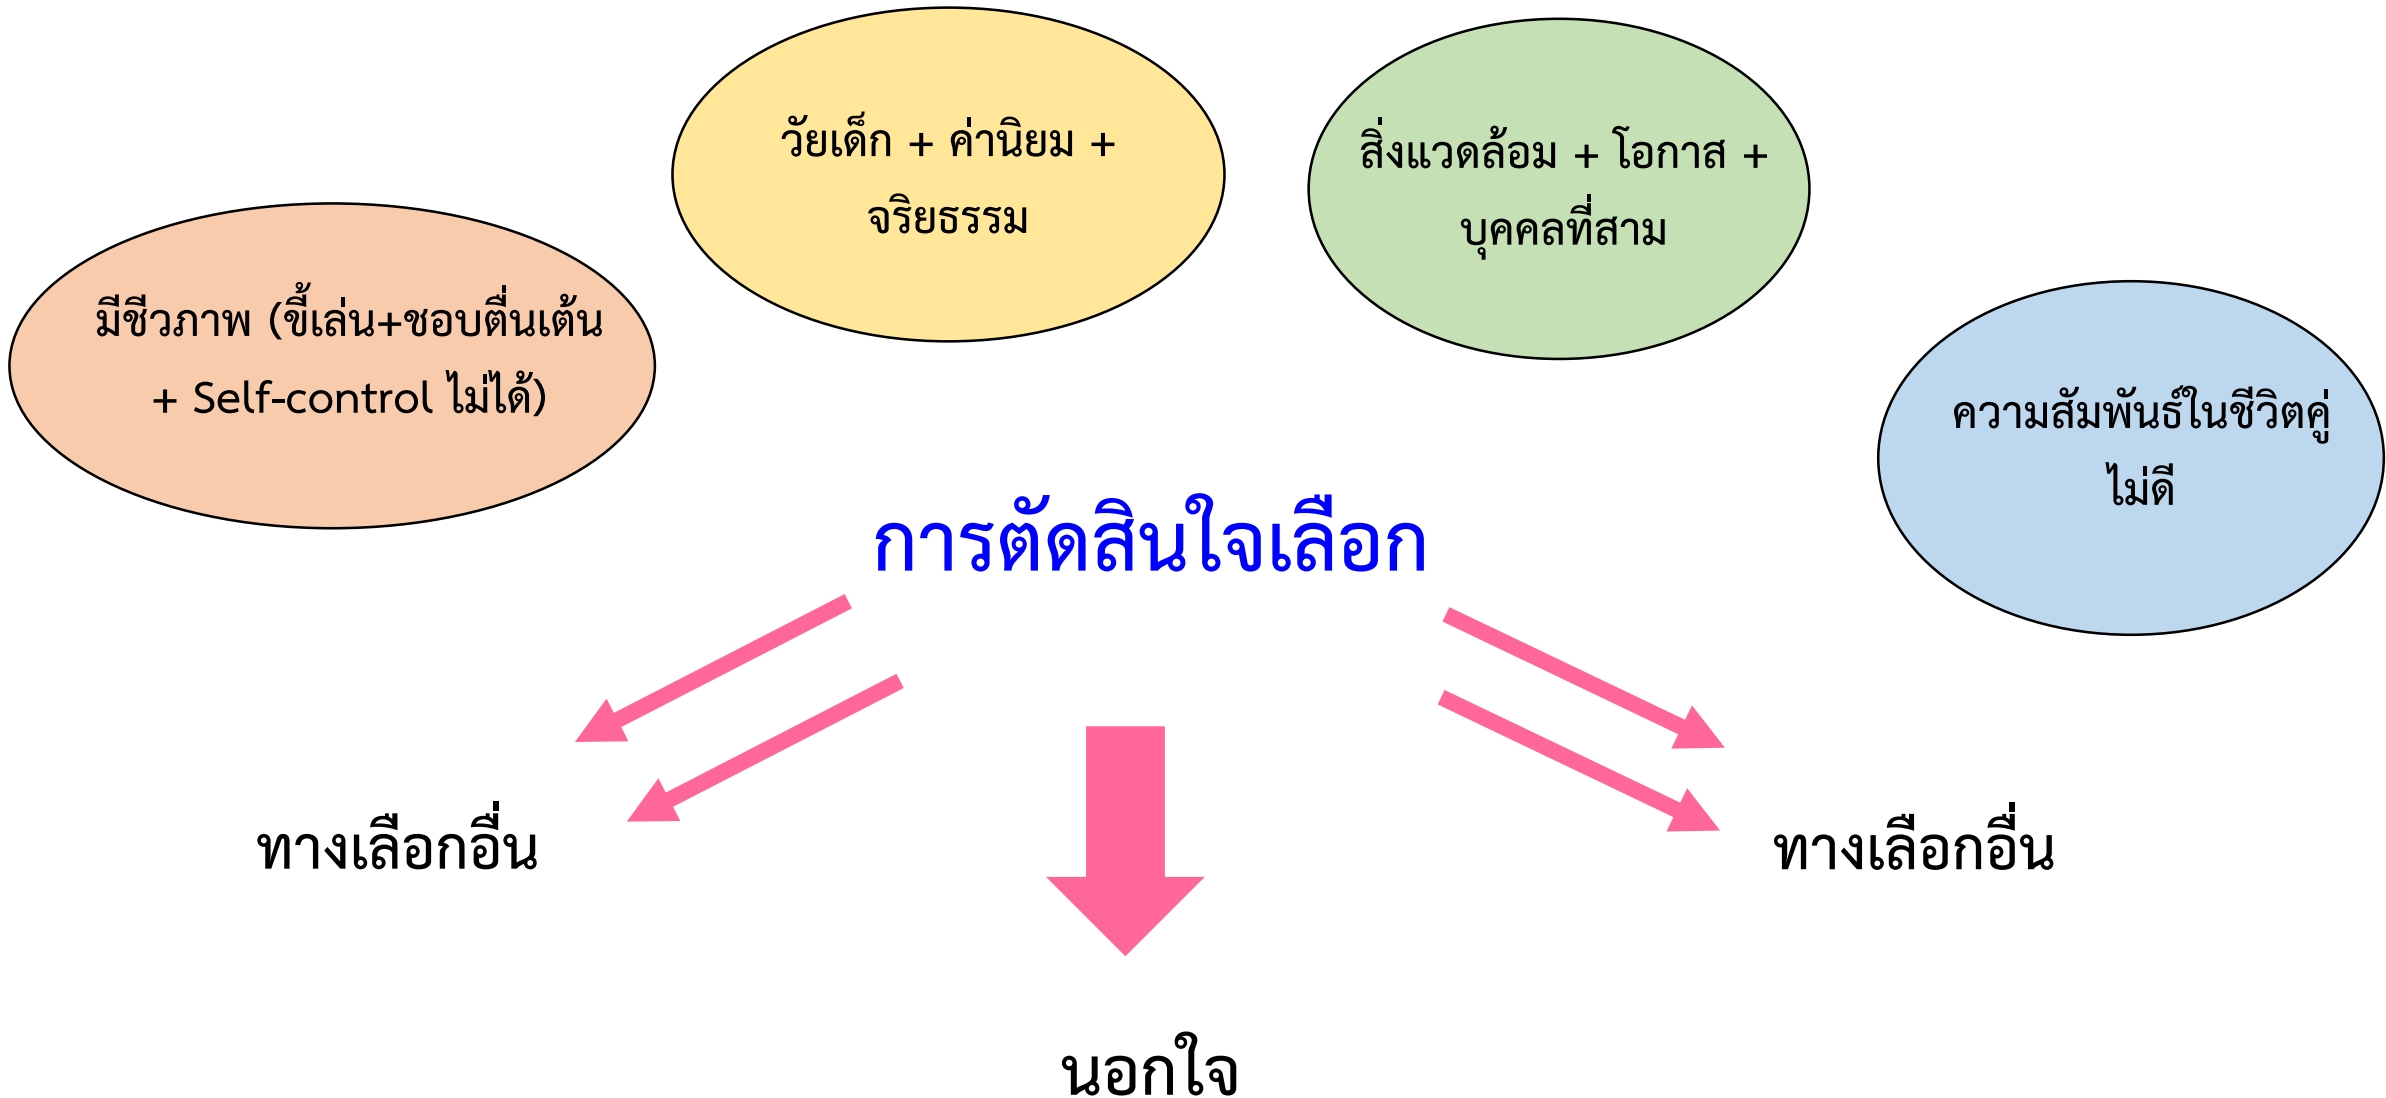 วัยเด็ก + ค่านิยม +
จริยธรรม
สิ่งแวดล้อม + โอกาส +
บุคคลที่สาม
มีชีวภาพ (ขี้เล่น+ชอบตื่นเต้น
+ Self-control ไม่ได้)
ความสัมพันธ์ในชีวิตคู่
ไม่ดี
การตัดสินใจเลือก
ทางเลือกอื่น
ทางเลือกอื่น
นอกใจ